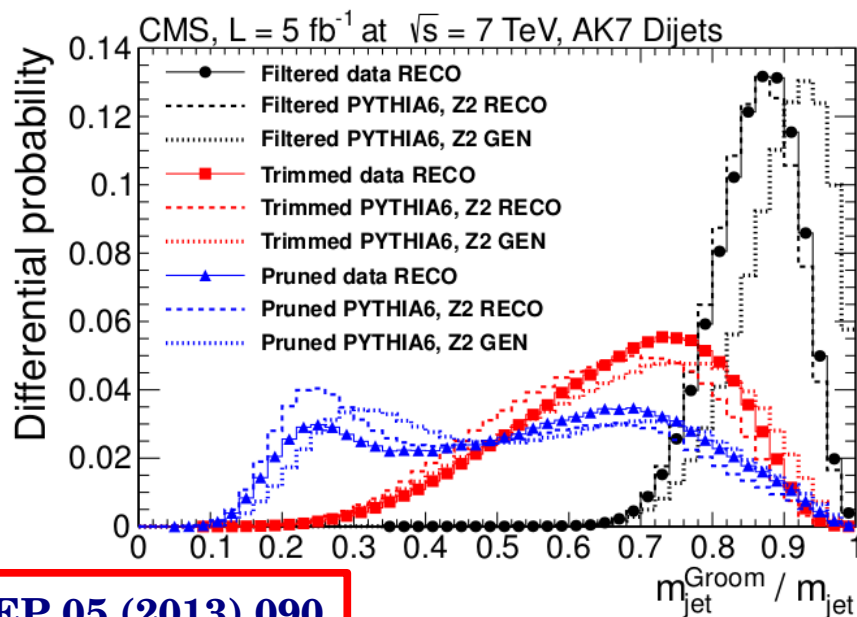 CMS, L = 5 fb⁻¹ at √s = 7 TeV, AK7 Dijets
Differential probability
0.14
0.12
0.1
0.08
0.06
0.04
0.02
0
Filtered data RECO
Filtered PYTHIA6, Z2 RECO
Filtered PYTHIA6, Z2 GEN
Trimmed data RECO
Trimmed PYTHIA6, Z2 RECO
Trimmed PYTHIA6, Z2 GEN
Pruned data RECO
Pruned PYTHIA6, Z2 RECO
Pruned PYTHIA6, Z2 GEN
0 0.1 0.2 0.3 0.4 0.5 0.6 0.7 0.8 0.9 1
m_jet^Groom / m_jet
EP 05 (2013) 090